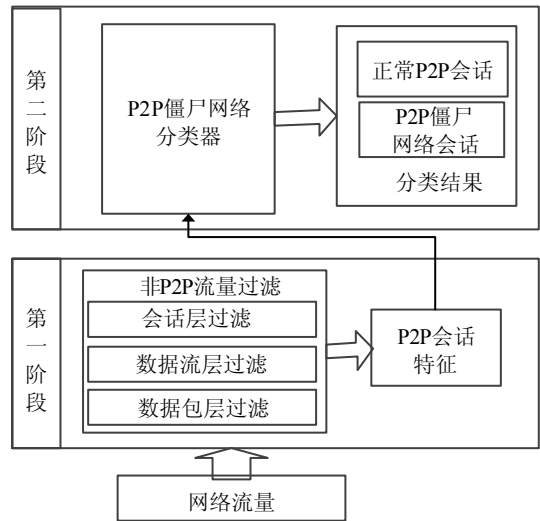 第二阶段
P2P僵尸网络
分类器
正常P2P会话
P2P僵尸
网络会话
分类结果
第一阶段
非P2P流量过滤
会话层过滤
数据流层过滤
数据包层过滤
P2P会话
特征
网络流量